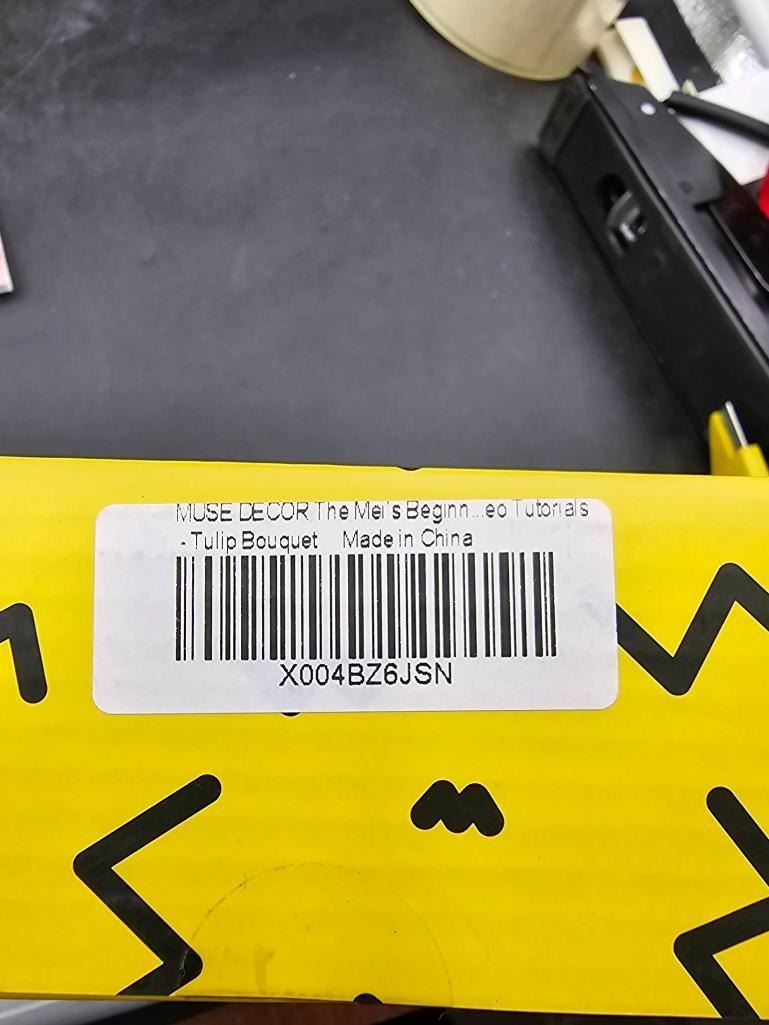 MUSE DECOR The Mei's Beginn...eo Tutorials
- Tulip Bouquet Made in China
X004BZ6JSN